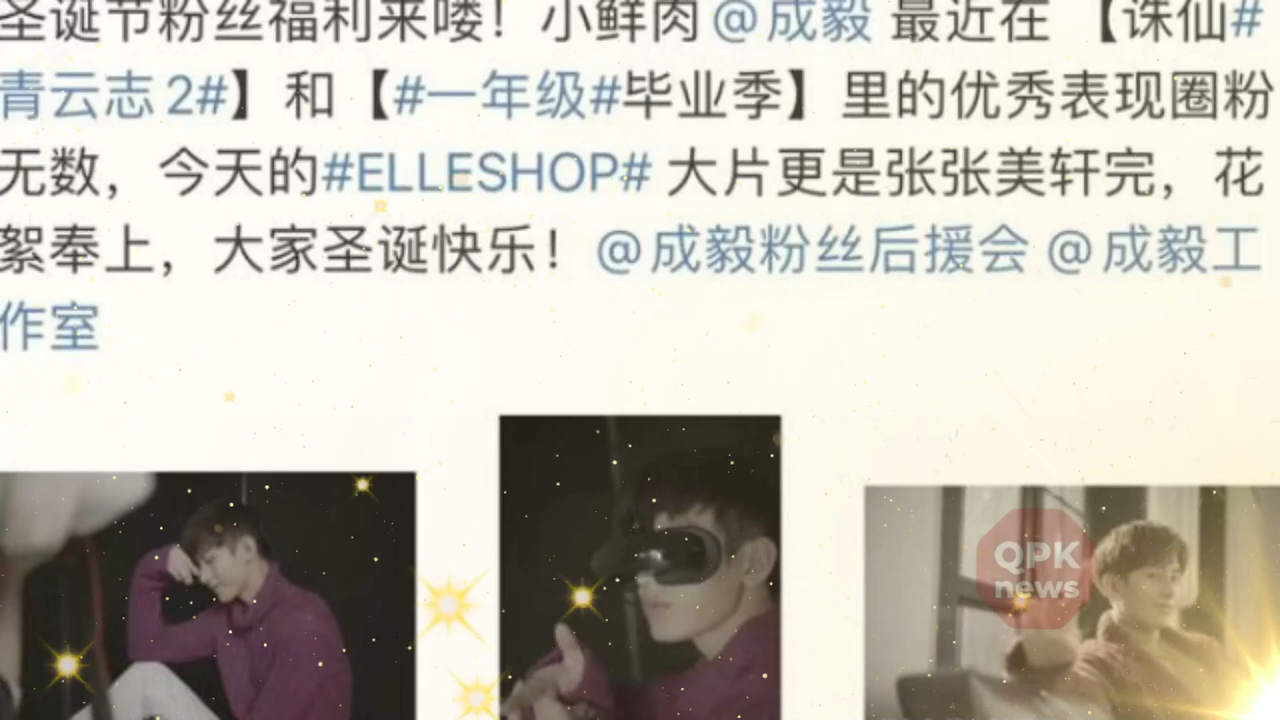 圣诞节粉丝福利来喽！小鲜肉@成毅 最近在 【诛仙#
青云志2#】和【#一年级#毕业季】里的优秀表现圈粉
无数，今天的#ELLESHOP# 大片更是张张美轩完，花
絮奉上，大家圣诞快乐！@成毅粉丝后援会 @成毅工
作室
QPK
news